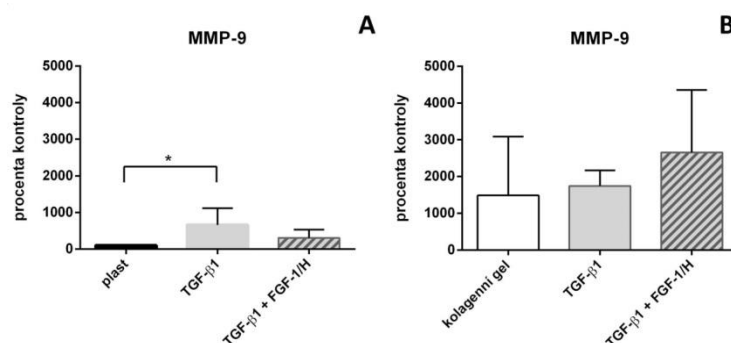 A
MMP-9
procenta kontroly
5000
4000
3000
2000
1000
0
*
plast
TGF-β1
TGF-β1 + FGF-1/H
B
MMP-9
procenta kontroly
5000
4000
3000
2000
1000
0
kolagenni gel
TGF-β1
TGF-β1 + FGF-1/H